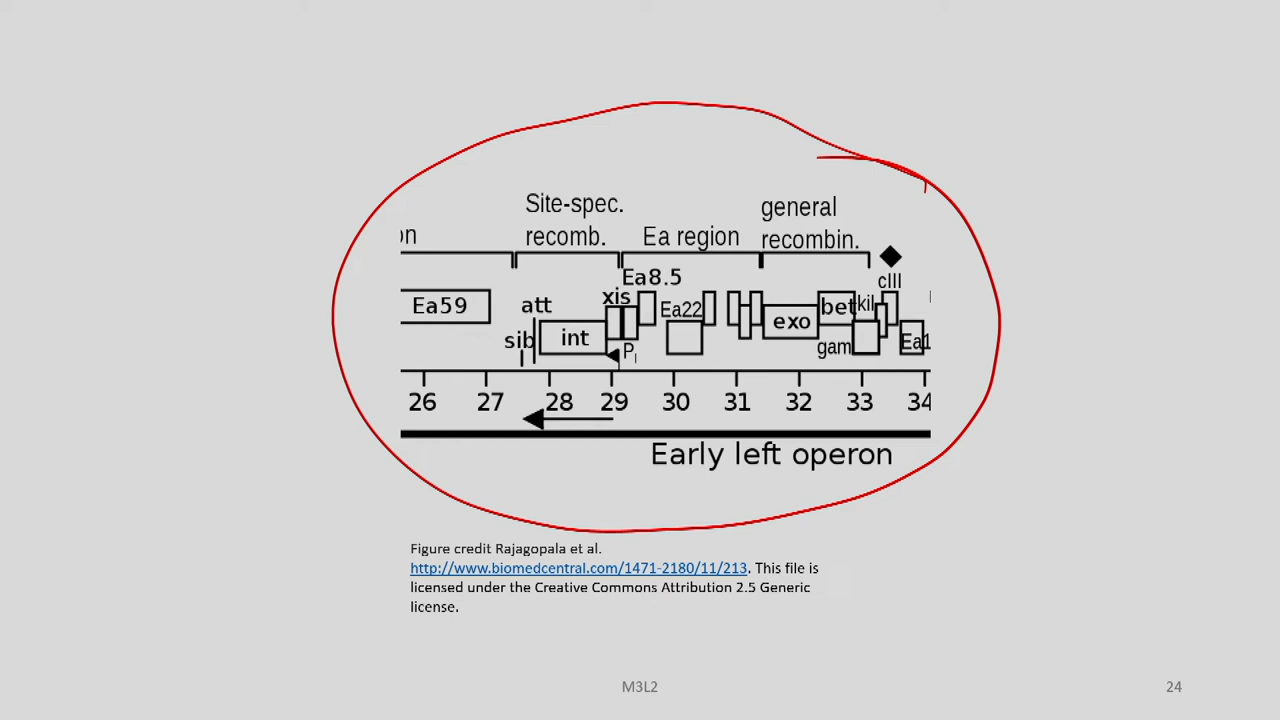 Site-spec.
recomb.
Ea region
general
recombin.
Ea8.5
cIII
Ea59
att
xis
Ea22
bet
kil
exo
sib
int
P
gam
26 27 28 29 30 31 32 33 34
Early left operon
Figure credit Rajagopala et al.
http://www.biomedcentral.com/1471-2180/11/213. This file is
licensed under the Creative Commons Attribution 2.5 Generic
license.
M3L2
24